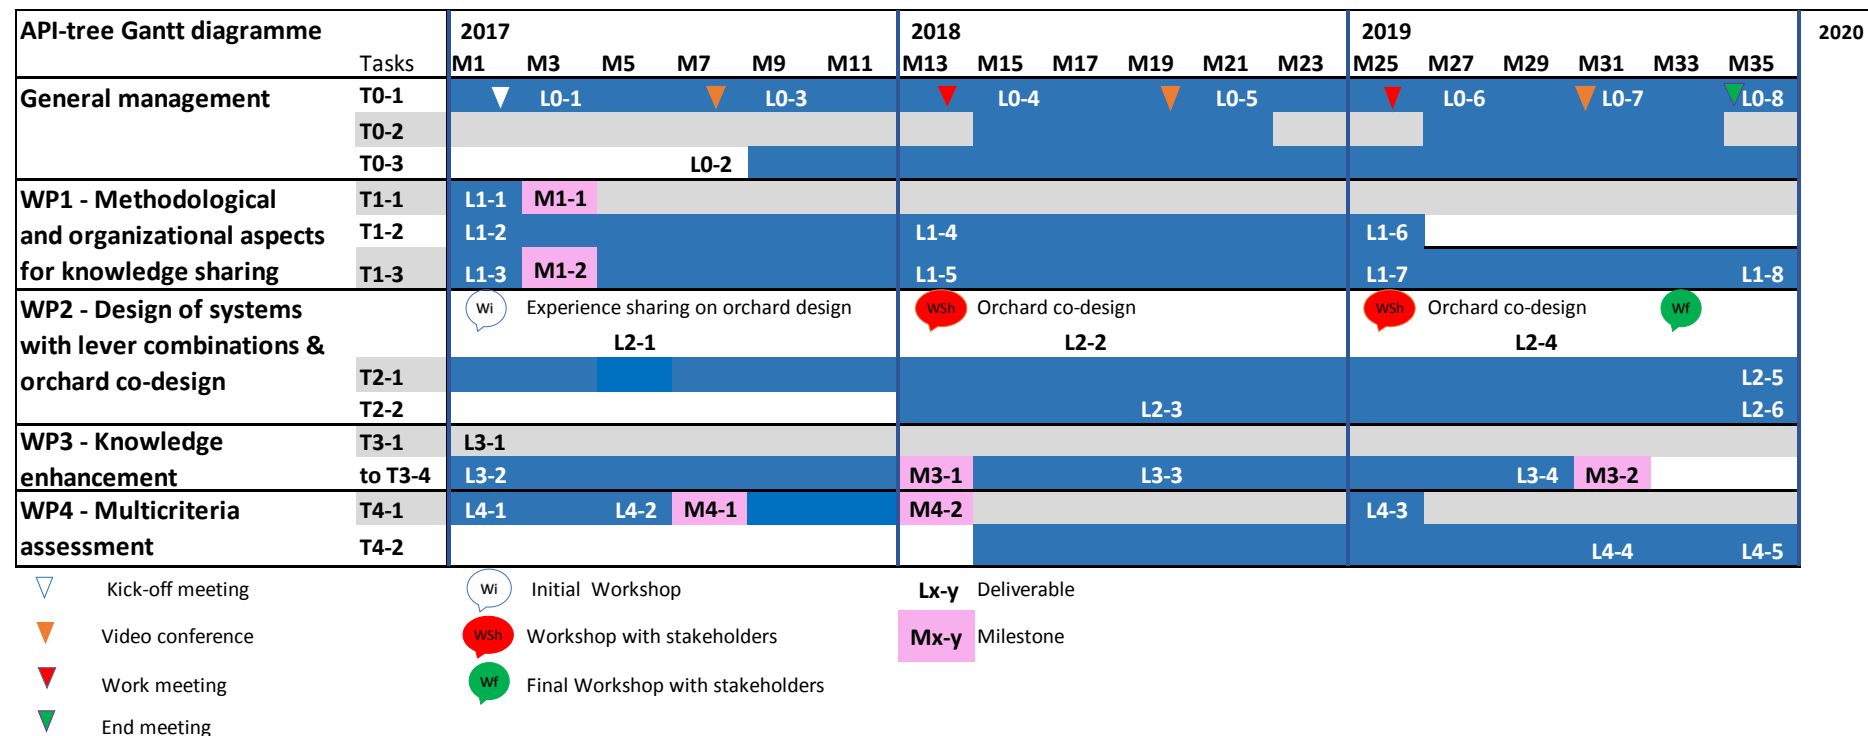 API-tree Gantt diagramme 2017 2018 2019 2020
Tasks M1 M3 M5 M7 M9 M11 M13 M15 M17 M19 M21 M23 M25 M27 M29 M31 M33 M35
General management T0-1 L0-1 L0-3 L0-4 L0-5 L0-6 L0-7 L0-8
T0-2
T0-3 L0-2
WP1 - Methodological T1-1 L1-1 M1-1
and organizational aspects T1-2 L1-2 L1-4 L1-6
for knowledge sharing T1-3 L1-3 M1-2 L1-5 L1-7 L1-8
WP2 - Design of systems Wi Experience sharing on orchard design WSh Orchard co-design WSh Orchard co-design Wf
with lever combinations & L2-1 L2-2 L2-4
orchard co-design T2-1 L2-5
T2-2 L2-3 L2-6
WP3 - Knowledge T3-1 L3-1
enhancement to T3-4 L3-2 M3-1 L3-3 L3-4 M3-2
WP4 - Multicriteria T4-1 L4-1 L4-2 M4-1 M4-2 L4-3
assessment T4-2 L4-4 L4-5
Kick-off meeting Wi Initial Workshop Lx-y Deliverable
Video conference WSh Workshop with stakeholders Mx-y Milestone
Work meeting Wf Final Workshop with stakeholders
End meeting